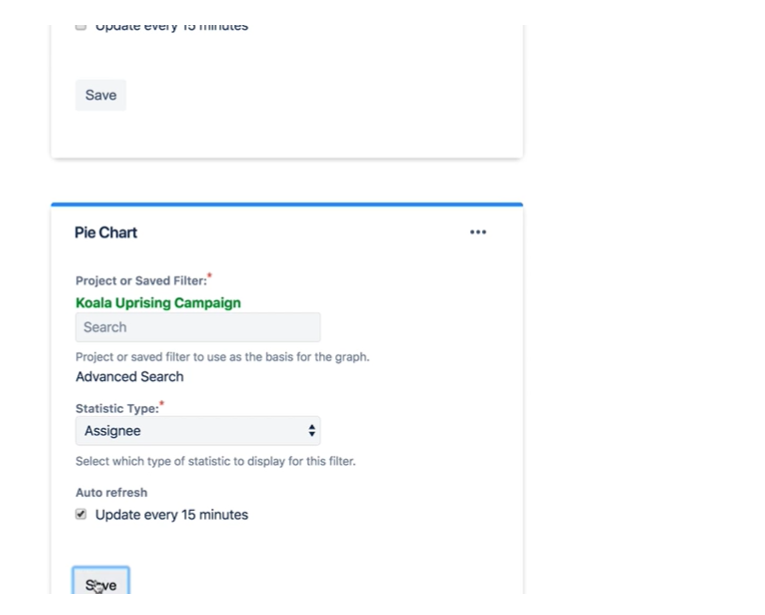 Update every 15 minutes
Save
Pie Chart
Project or Saved Filter:*
Koala Uprising Campaign
Search
Project or saved filter to use as the basis for the graph.
Advanced Search
Statistic Type:*
Assignee
Select which type of statistic to display for this filter.
Auto refresh
Update every 15 minutes
Save